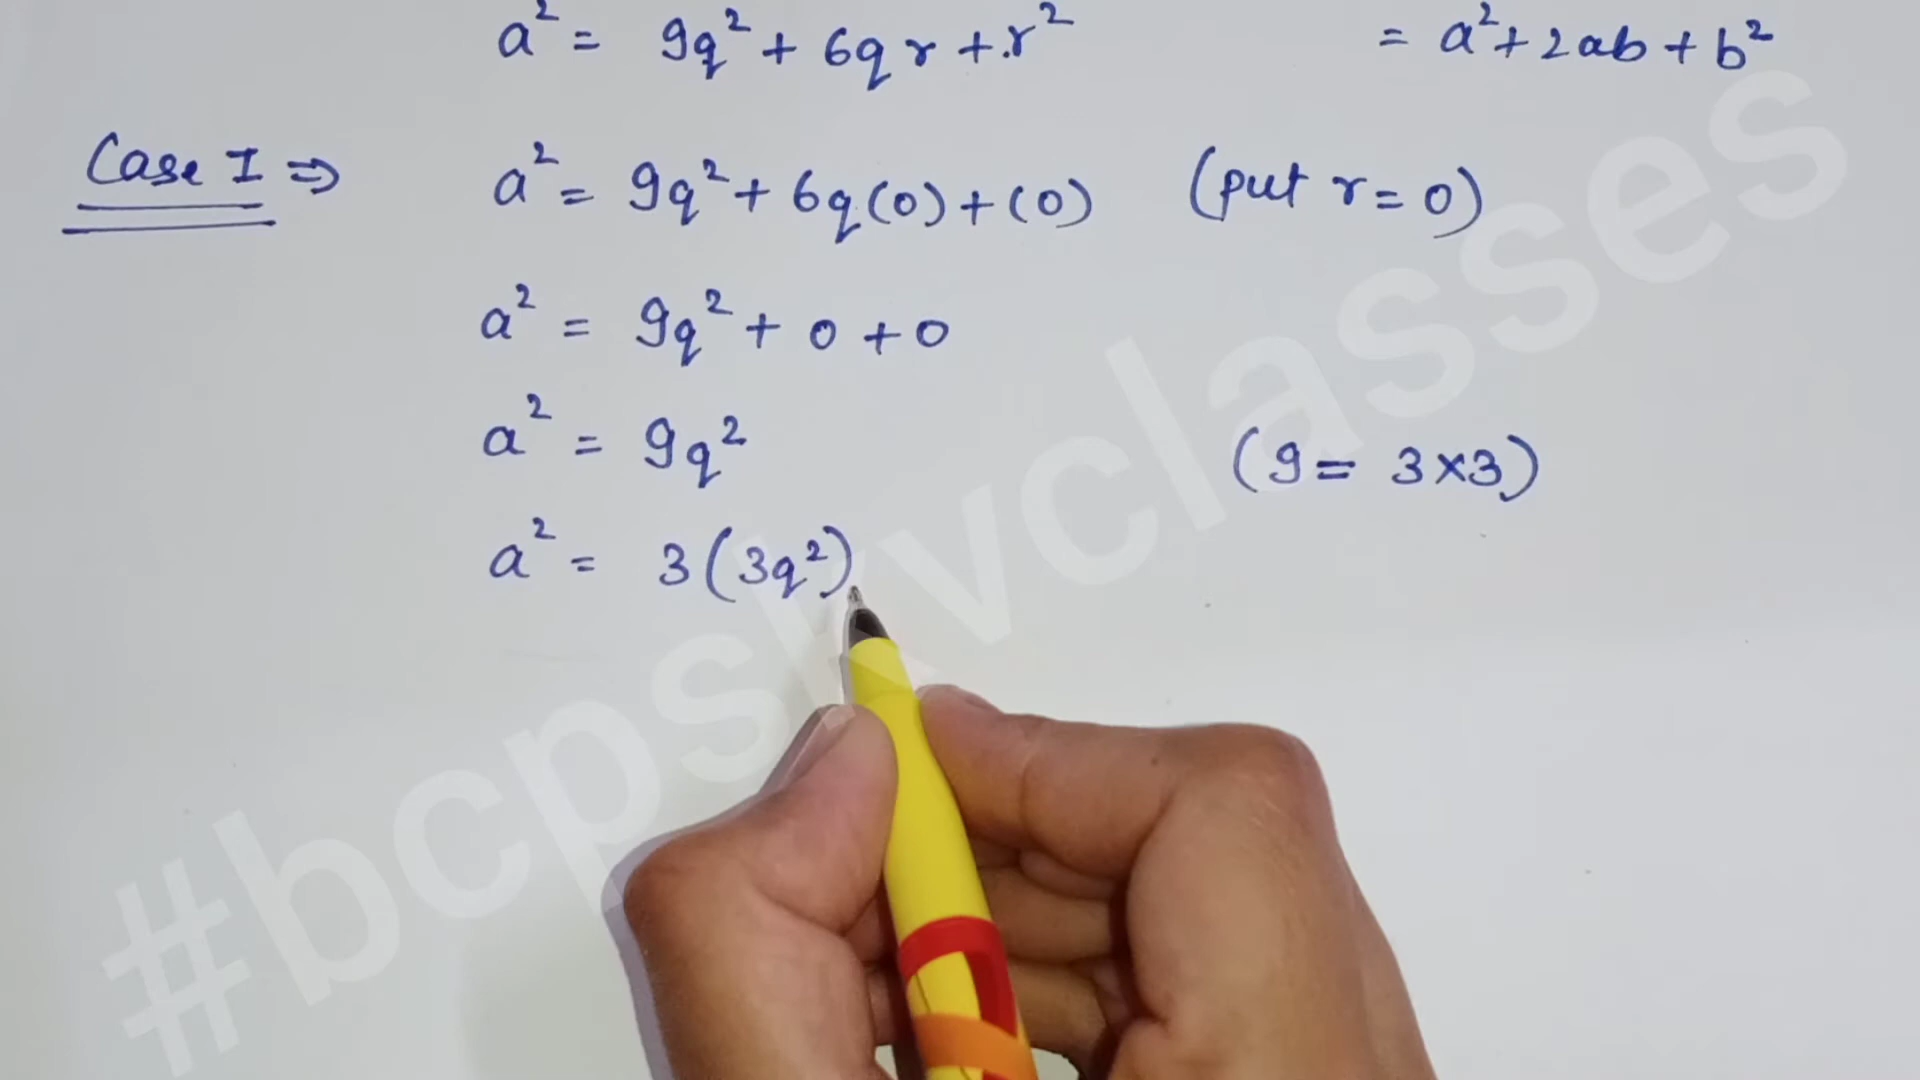 a² = 9q² + 6qr + r² = a² + 2ab + b²
Case I ⇒ a² = 9q² + 6q(0) + (0) (put r = 0)
a² = 9q² + 0 + 0
a² = 9q² (9 = 3×3)
a² = 3(3q²)
#bcpskvclasses